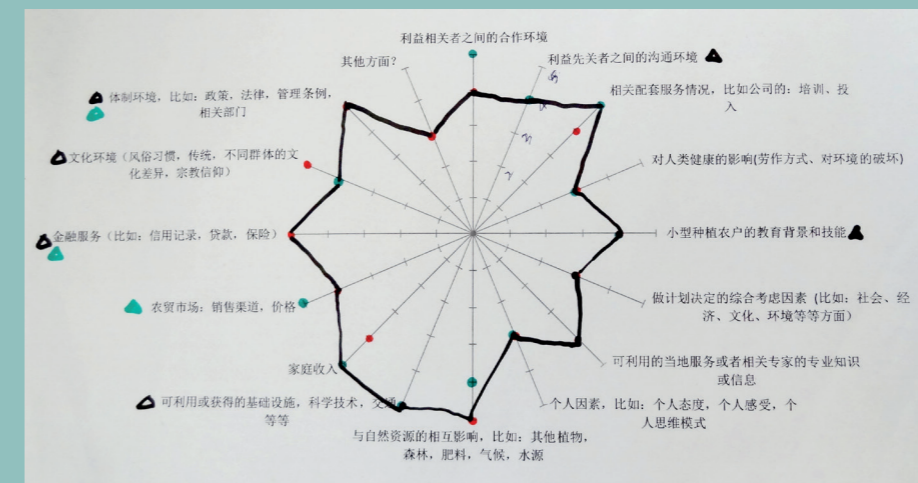 利益相关者之间的合作环境
其他方面？
利益先关者之间的沟通环境
体制环境，比如：政策，法律，管理条例，
相关部门
相关配套服务情况，比如公司的：培训、投
入
文化环境（风俗习惯，传统，不同群体的文
化差异，宗教信仰）
对人类健康的影响(劳作方式、对环境的破坏)
金融服务（比如：信用记录，贷款，保险）
小型种植农户的教育背景和技能
农贸市场：销售渠道，价格
做计划决定的综合考虑因素（比如：社会、经
济、文化、环境等等方面）
家庭收入
可利用的当地服务或者相关专家的专业知识
或信息
可利用或获得的基础设施，科学技术，交通
等等
个人因素，比如：个人态度，个人感受，个
人思维模式
与自然资源的相互影响，比如：其他植物，
森林，肥料，气候，水源
5
4
3
2